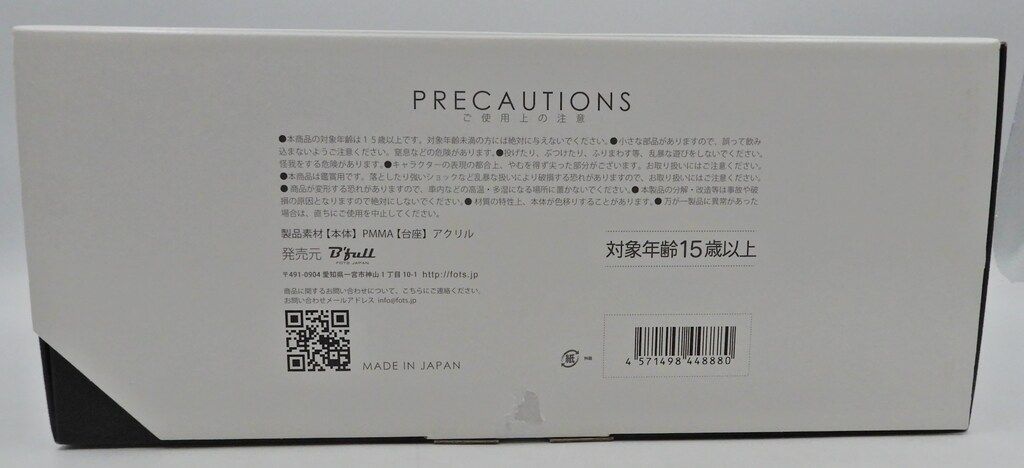 PRECAUTIONS
ご使用上の注意
●本商品の対象年齢は15歳以上です。対象年齢未満の方には絶対に与えないでください。●小さな部品がありますので、誤って飲み
込まないようご注意ください。窒息などの危険があります。●投げたり、ぶつけたり、ふりまわす等、乱暴な遊びをしないでください。
怪我をする危険があります。●キャラクターの表現の都合上、やむを得ず尖った部分がございます。お取り扱いにはご注意ください。
●本商品は鑑賞用です。落としたり強いショックなど乱暴な扱いにより破損する恐れがありますので、お取り扱いにはご注意ください。
●商品が変形する恐れがありますので、車内などの高温・多湿になる場所に置かないでください。●本製品の分解・改造等は事故や破
損の原因となりますので絶対にしないでください。●材質の特性上、本体が色移りすることがあります。●万が一製品に異常があった
場合は、直ちにご使用を中止してください。
製品素材【本体】PMMA【台座】アクリル
発売元 B'full
FOTS JAPAN
対象年齢15歳以上
〒491-0904 愛知県一宮市神山1丁目10-1 http://fots.jp
商品に関するお問い合わせについて、こちらにご連絡ください。
お問い合わせメールアドレス info@fots.jp
MADE IN JAPAN
紙 外箱
4 571498 448880